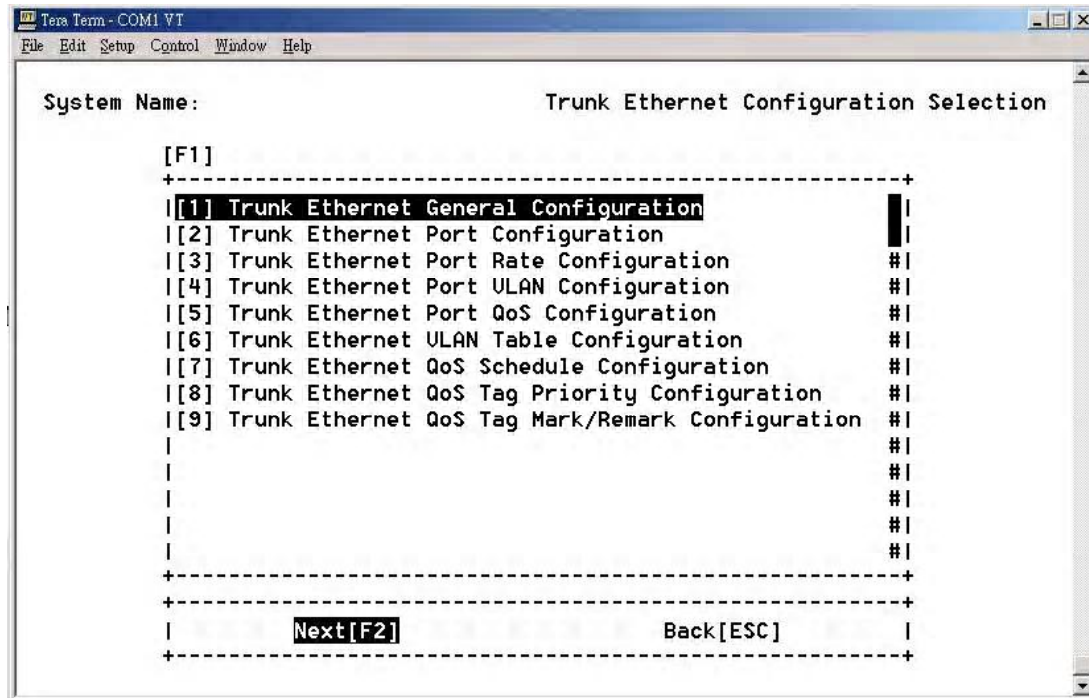 Tera Term - COM1 VT
File Edit Setup Control Window Help
System Name: Trunk Ethernet Configuration Selection
[F1]
[1] Trunk Ethernet General Configuration
[2] Trunk Ethernet Port Configuration
[3] Trunk Ethernet Port Rate Configuration #
[4] Trunk Ethernet Port VLAN Configuration #
[5] Trunk Ethernet Port QoS Configuration #
[6] Trunk Ethernet VLAN Table Configuration #
[7] Trunk Ethernet QoS Schedule Configuration #
[8] Trunk Ethernet QoS Tag Priority Configuration #
[9] Trunk Ethernet QoS Tag Mark/Remark Configuration #
#
#
#
#
#
Next[F2] Back[ESC]